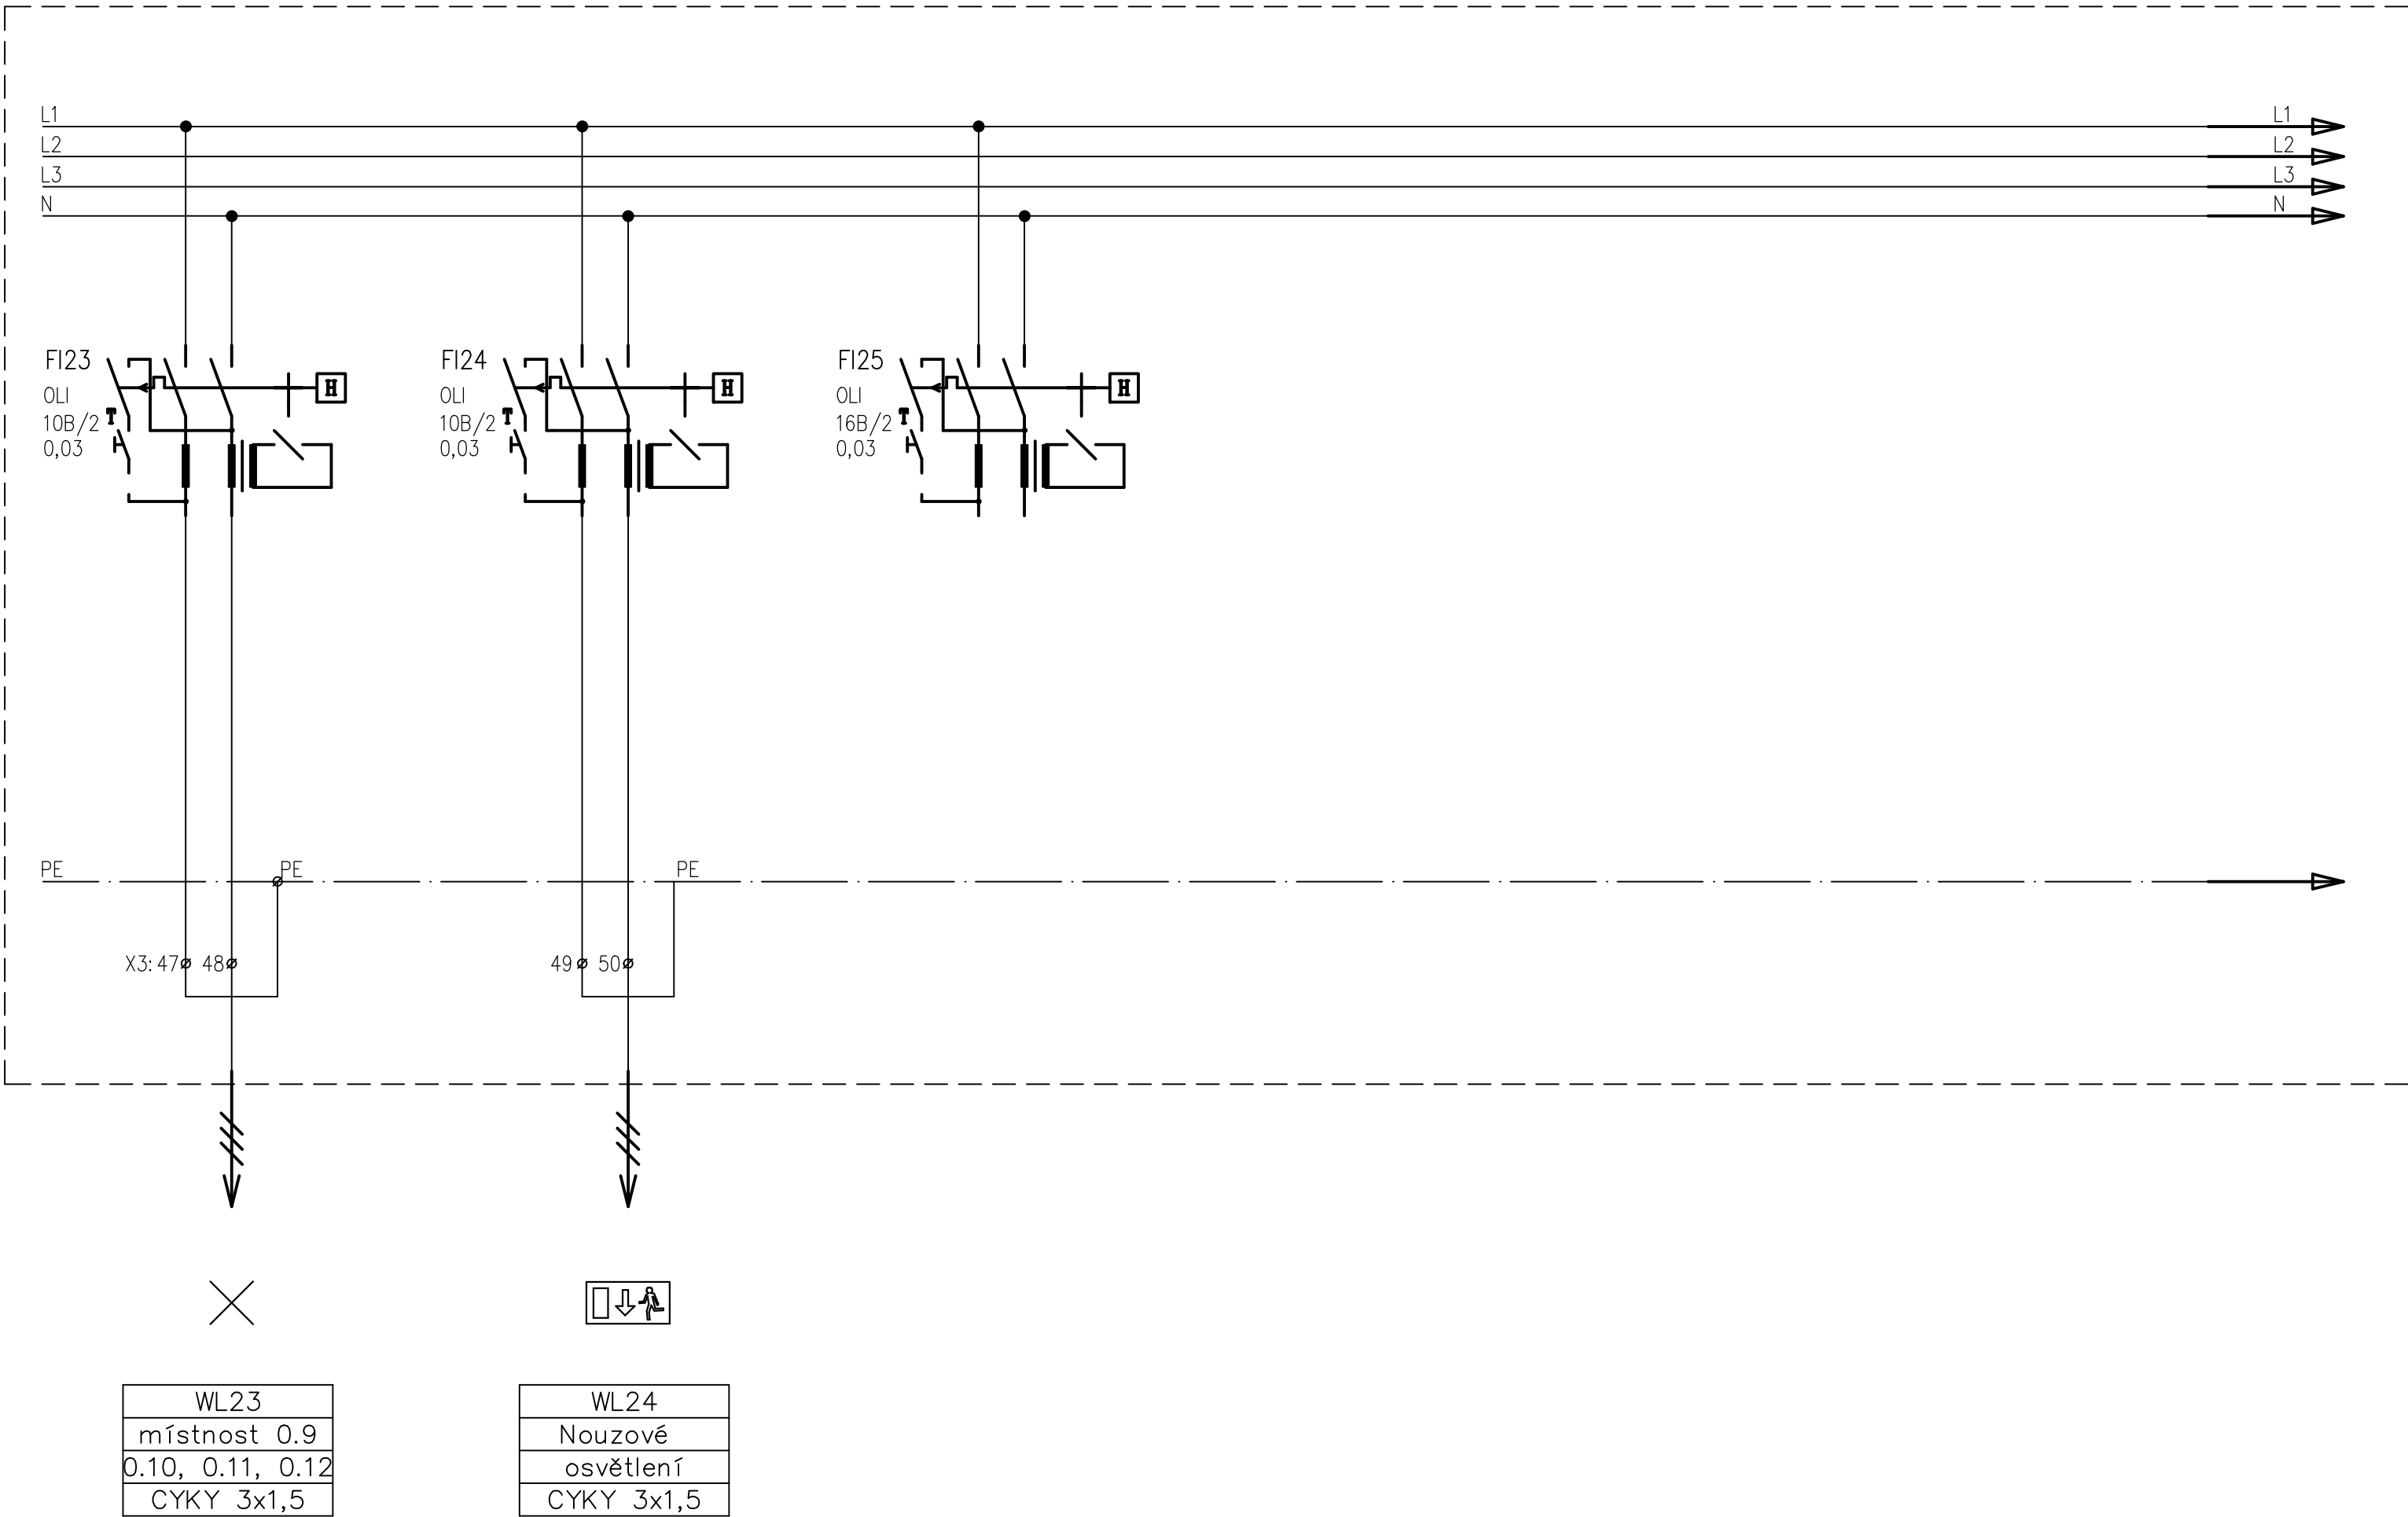 L1 L1
L2 L2
L3 L3
N N
FI23 FI24 FI25
H H H
OLI OLI OLI
T T T
10B/2 10B/2 16B/2
0,03 0,03 0,03
PE PE PE
X3: 47 48 49 50
WL23 WL24
místnost 0.9 Nouzové
0.10, 0.11, 0.12 osvětlení
CYKY 3x1,5 CYKY 3x1,5